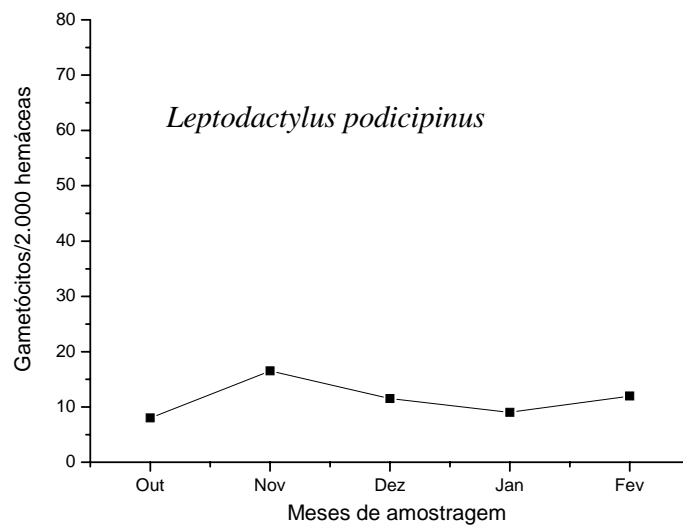 80
70
60
50
40
30
20
10
0
Gametócitos/2.000 hemáceas
Leptodactylus podicipinus
Out Nov Dez Jan Fev
Meses de amostragem